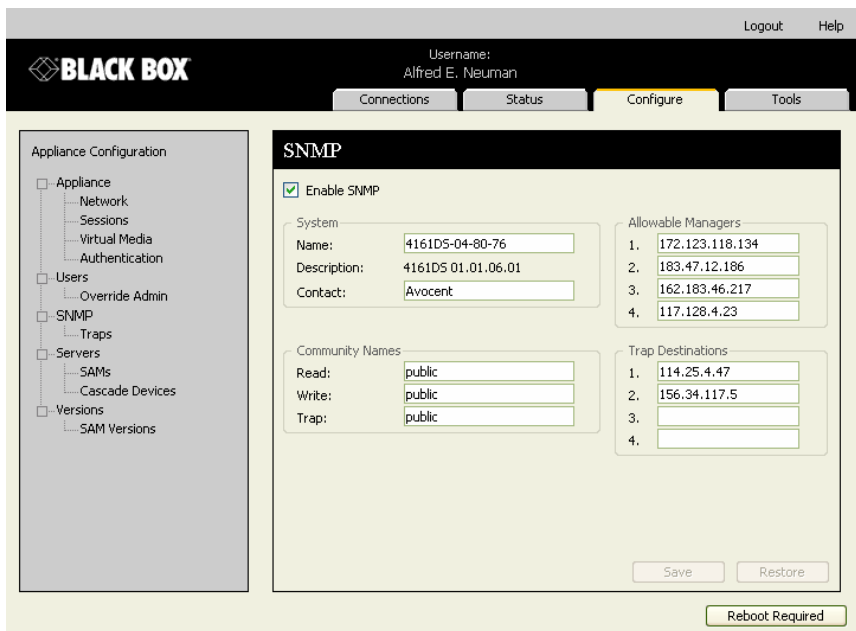 Logout Help
BLACK BOX
Username:
Alfred E. Neuman
Connections Status Configure Tools
Appliance Configuration
Appliance
Network
Sessions
Virtual Media
Authentication
Users
Override Admin
SNMP
Traps
Servers
SAMs
Cascade Devices
Versions
SAM Versions
SNMP
Enable SNMP
System
Name: 4161DS-04-80-76
Description: 4161DS 01.01.06.01
Contact: Avocent
Allowable Managers
1. 172.123.118.134
2. 183.47.12.186
3. 162.183.46.217
4. 117.128.4.23
Community Names
Read: public
Write: public
Trap: public
Trap Destinations
1. 114.25.4.47
2. 156.34.117.5
3.
4.
Save Restore
Reboot Required